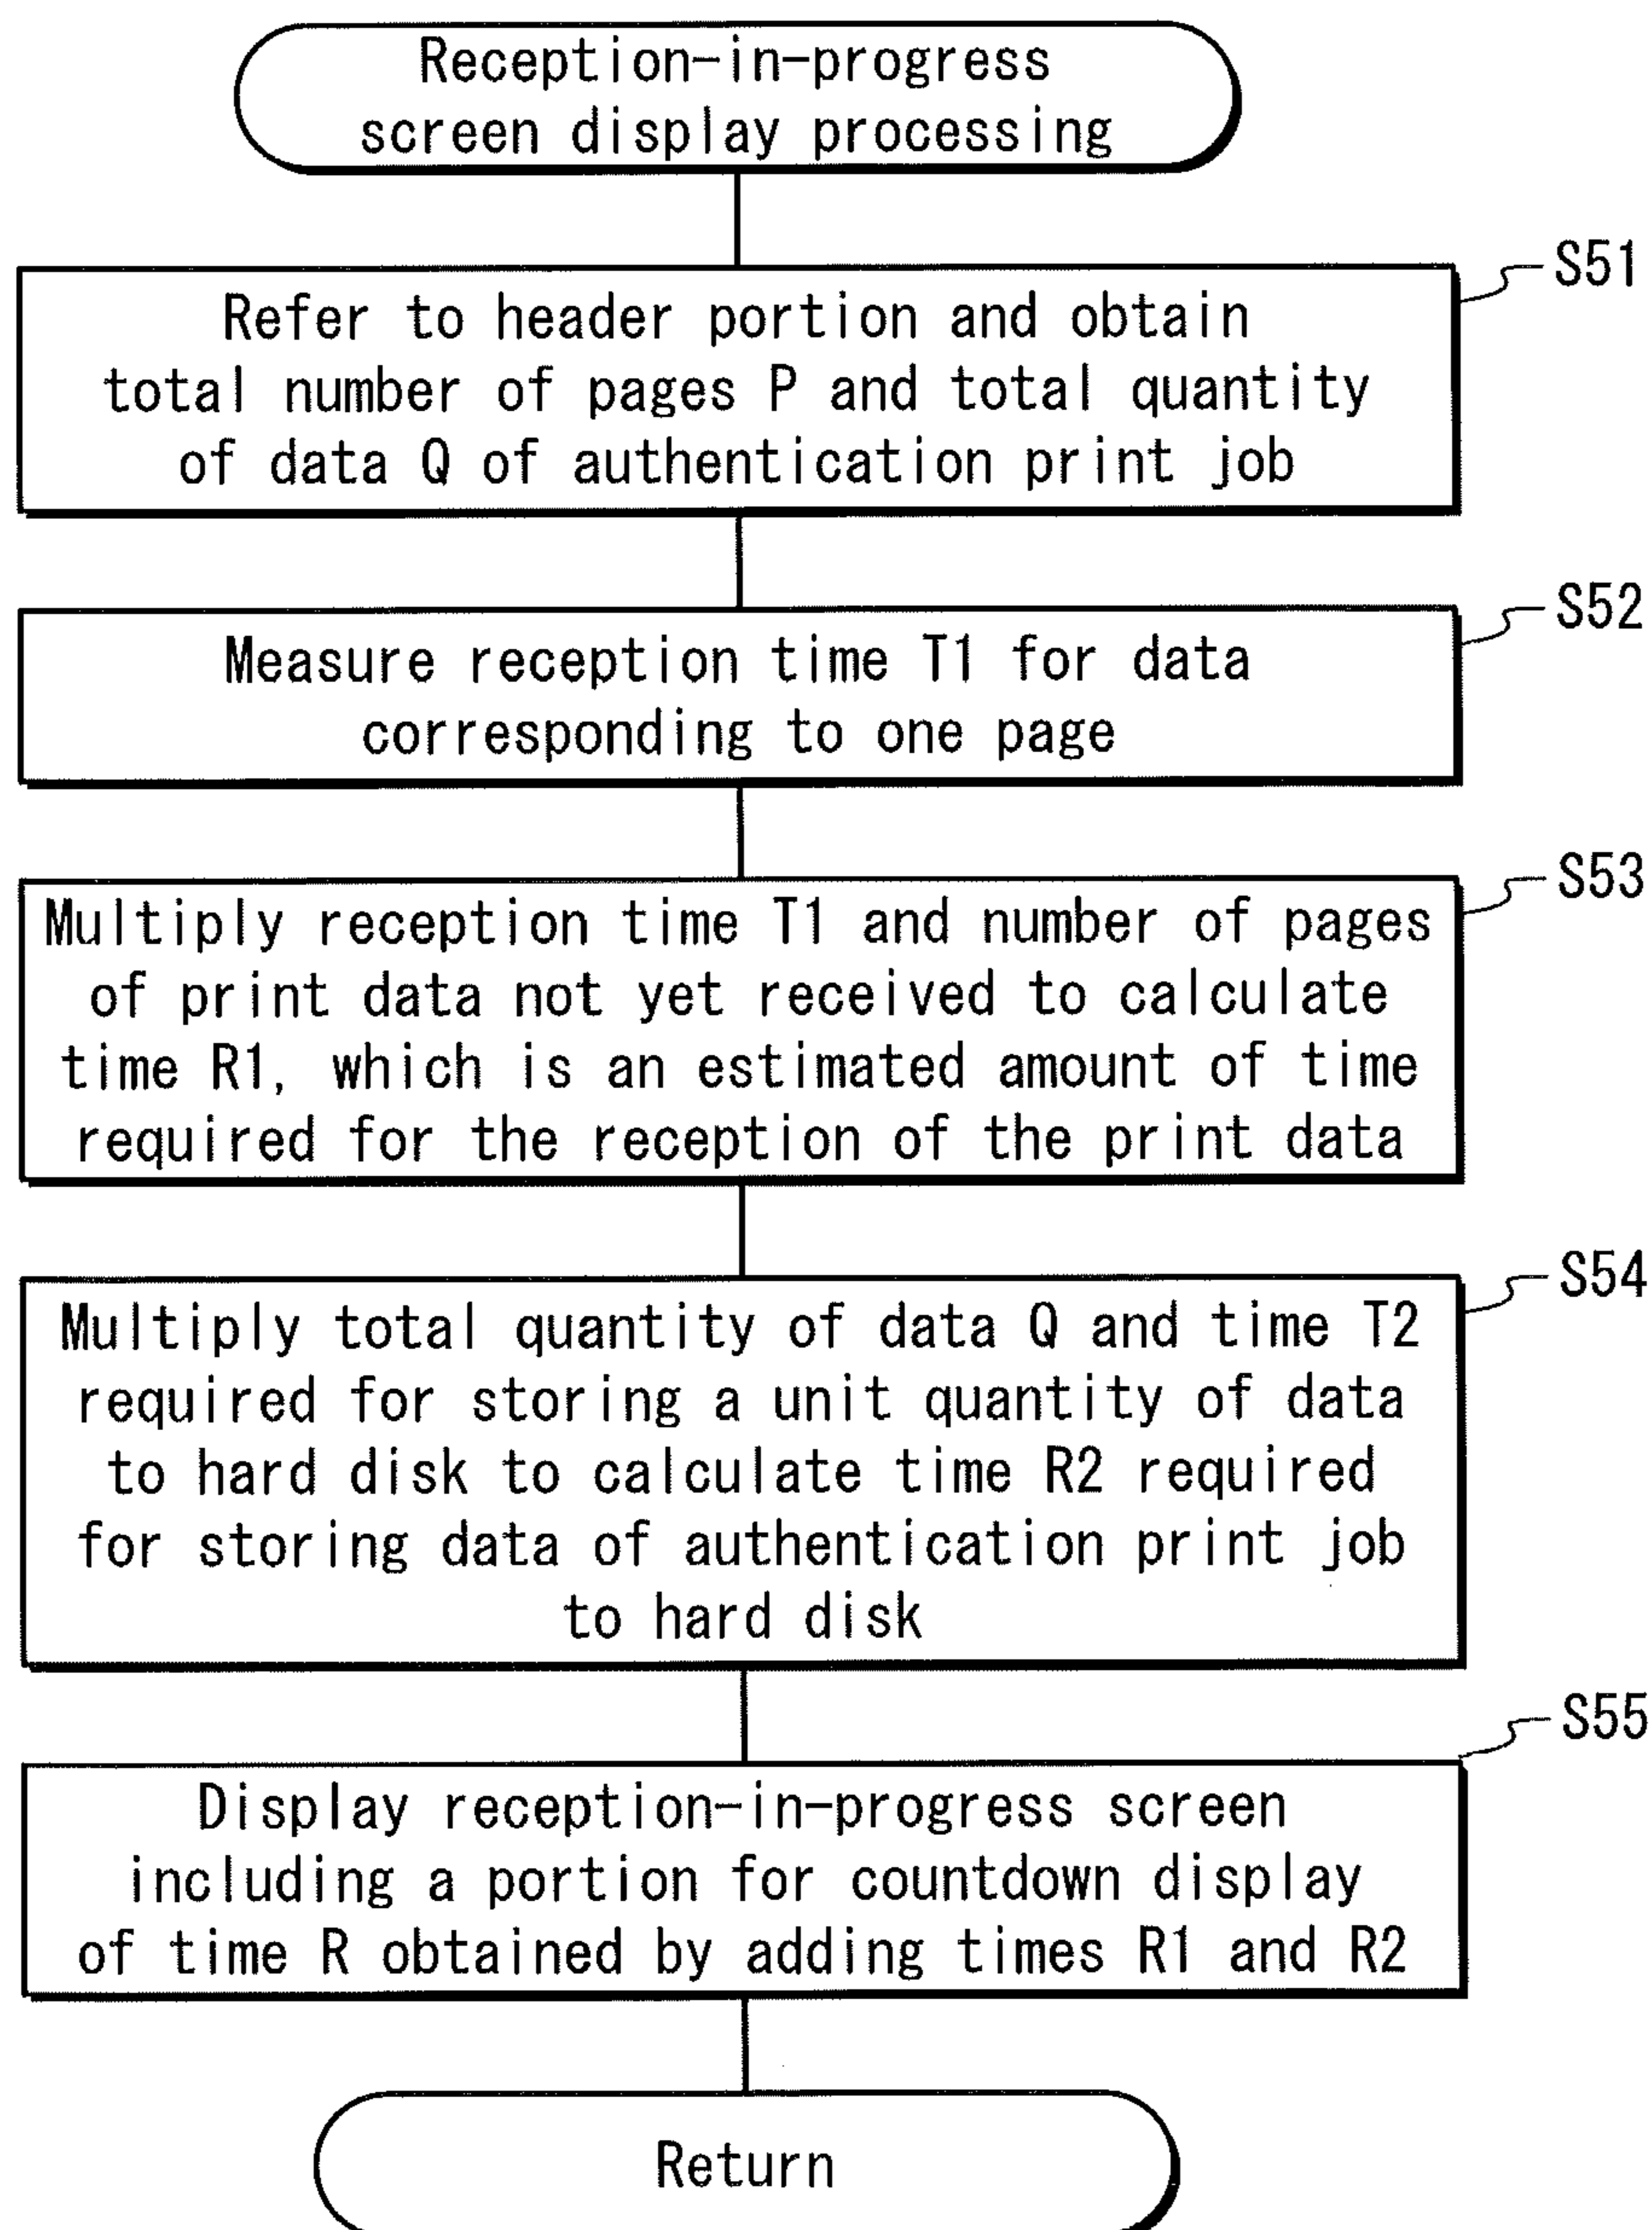 Reception-in-progress
screen display processing
S51
Refer to header portion and obtain
total number of pages P and total quantity
of data Q of authentication print job
S52
Measure reception time T1 for data
corresponding to one page
S53
Multiply reception time T1 and number of pages
of print data not yet received to calculate
time R1, which is an estimated amount of time
required for the reception of the print data
S54
Multiply total quantity of data Q and time T2
required for storing a unit quantity of data
to hard disk to calculate time R2 required
for storing data of authentication print job
to hard disk
S55
Display reception-in-progress screen
including a portion for countdown display
of time R obtained by adding times R1 and R2
Return